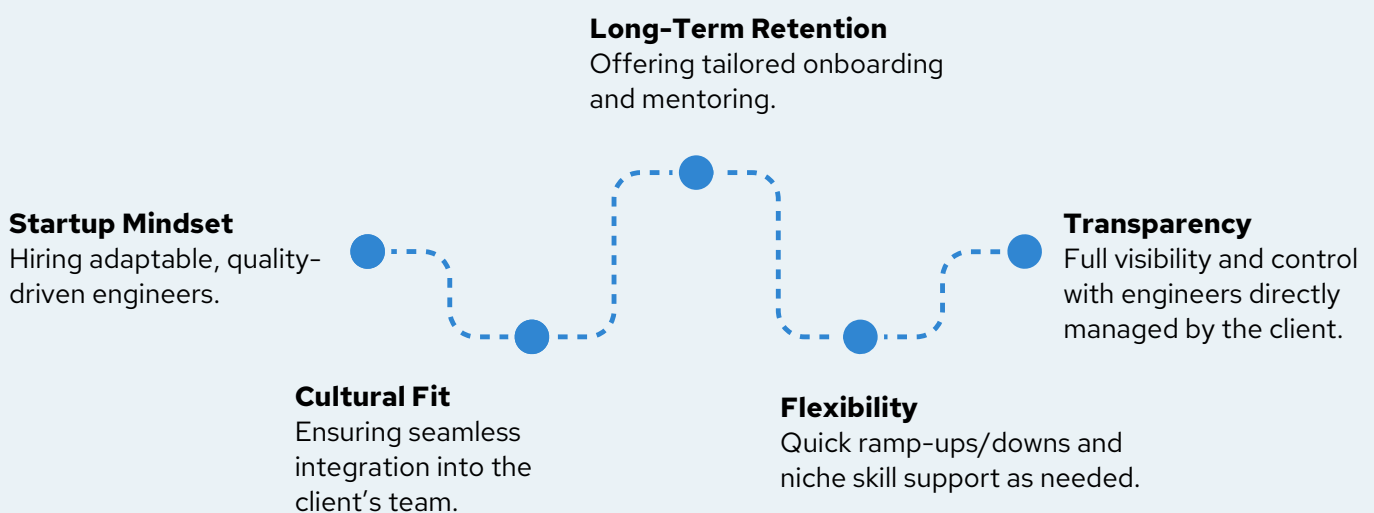 Long-Term Retention
Offering tailored onboarding
and mentoring.
Startup Mindset
Hiring adaptable, quality-
driven engineers.
Transparency
Full visibility and control
with engineers directly
managed by the client.
Cultural Fit
Ensuring seamless
integration into the
client's team.
Flexibility
Quick ramp-ups/downs and
niche skill support as needed.